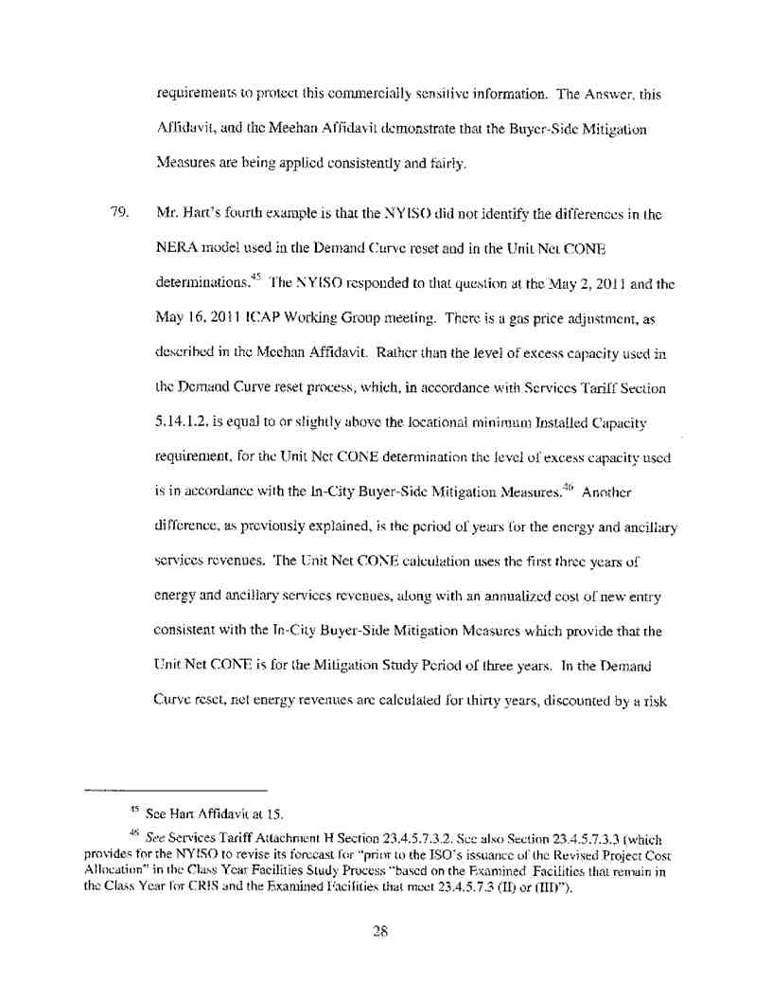 requirements to protect this commercially sensitive information. The Answer, this
Affidavit, and the Meehan Affidavit demonstrate that the Buyer-Side Mitigation
Measures are being applied consistently and fairly.
79. Mr. Hart's fourth example is that the NYISO did not identify the differences in the
NERA model used in the Demand Curve reset and in the Unit Net CONE
determinations.45 The NYISO responded to that question at the May 2, 2011 and the
May 16, 2011 ICAP Working Group meeting. There is a gas price adjustment, as
described in the Meehan Affidavit. Rather than the level of excess capacity used in
the Demand Curve reset process, which, in accordance with Services Tariff Section
5.14.1.2, is equal to or slightly above the locational minimum Installed Capacity
requirement, for the Unit Net CONE determination the level of excess capacity used
is in accordance with the In-City Buyer-Side Mitigation Measures.46 Another
difference, as previously explained, is the period of years for the energy and ancillary
services revenues. The Unit Net CONE calculation uses the first three years of
energy and ancillary services revenues, along with an annualized cost of new entry
consistent with the In-City Buyer-Side Mitigation Measures which provide that the
Unit Net CONE is for the Mitigation Study Period of three years. In the Demand
Curve reset, net energy revenues are calculated for thirty years, discounted by a risk
45 See Hart Affidavit at 15.
46 See Services Tariff Attachment H Section 23.4.5.7.3.2. See also Section 23.4.5.7.3.3 (which
provides for the NYISO to revise its forecast for "prior to the ISO's issuance of the Revised Project Cost
Allocation" in the Class Year Facilities Study Process "based on the Examined Facilities that remain in
the Class Year for CRIS and the Examined Facilities that meet 23.4.5.7.3 (II) or (III)").
28